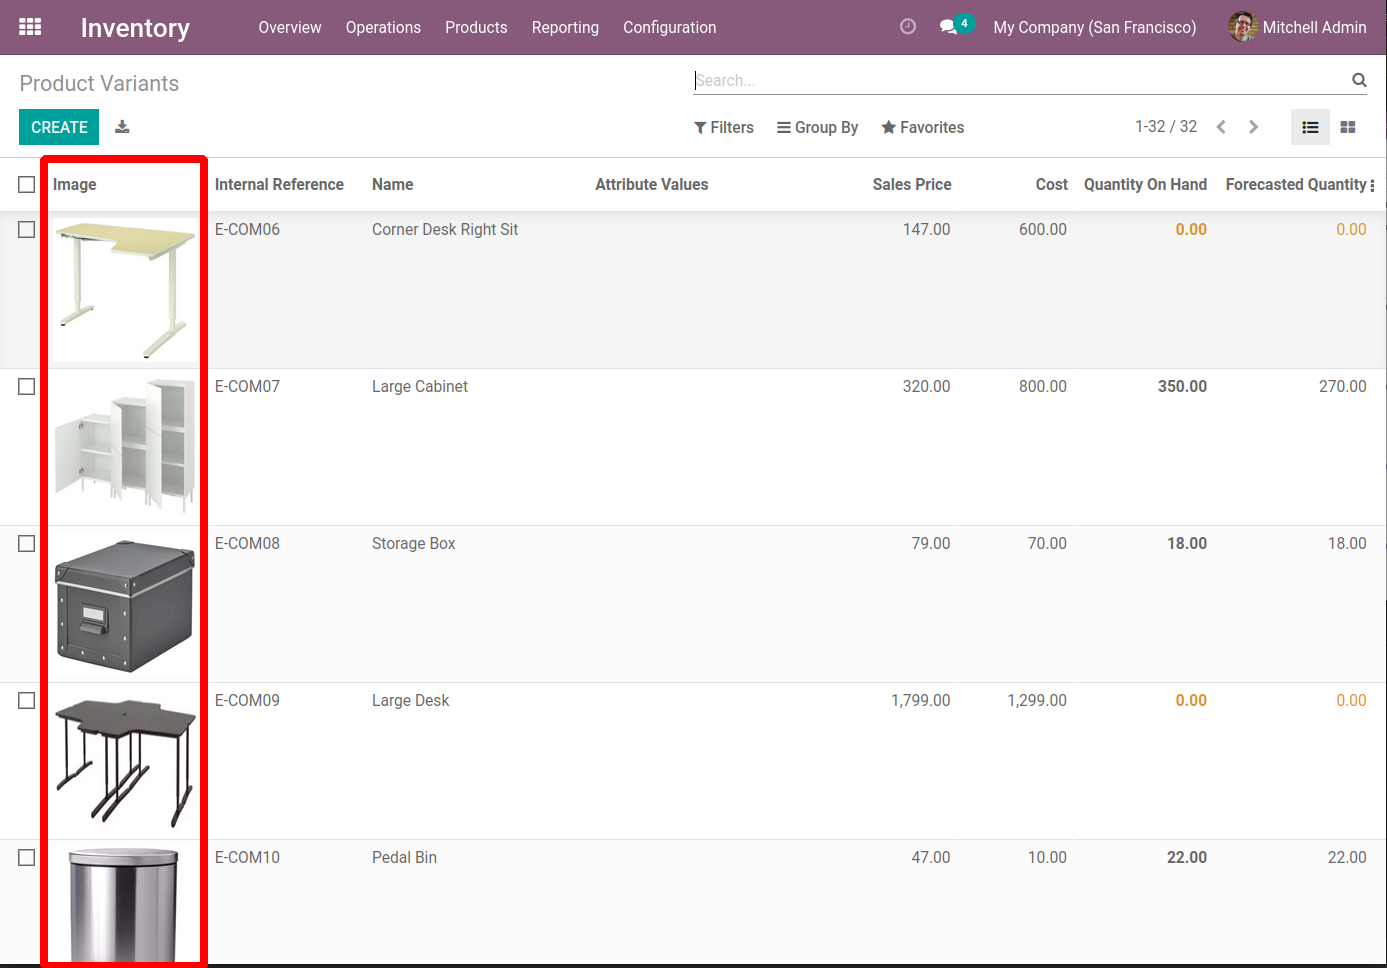 Inventory Overview Operations Products Reporting Configuration 4 My Company (San Francisco) Mitchell Admin
Product Variants Search...
CREATE Filters Group By Favorites 1-32 / 32
Image Internal Reference Name Attribute Values Sales Price Cost Quantity On Hand Forecasted Quantity
E-COM06 Corner Desk Right Sit 147.00 600.00 0.00 0.00
E-COM07 Large Cabinet 320.00 800.00 350.00 270.00
E-COM08 Storage Box 79.00 70.00 18.00 18.00
E-COM09 Large Desk 1,799.00 1,299.00 0.00 0.00
E-COM10 Pedal Bin 47.00 10.00 22.00 22.00